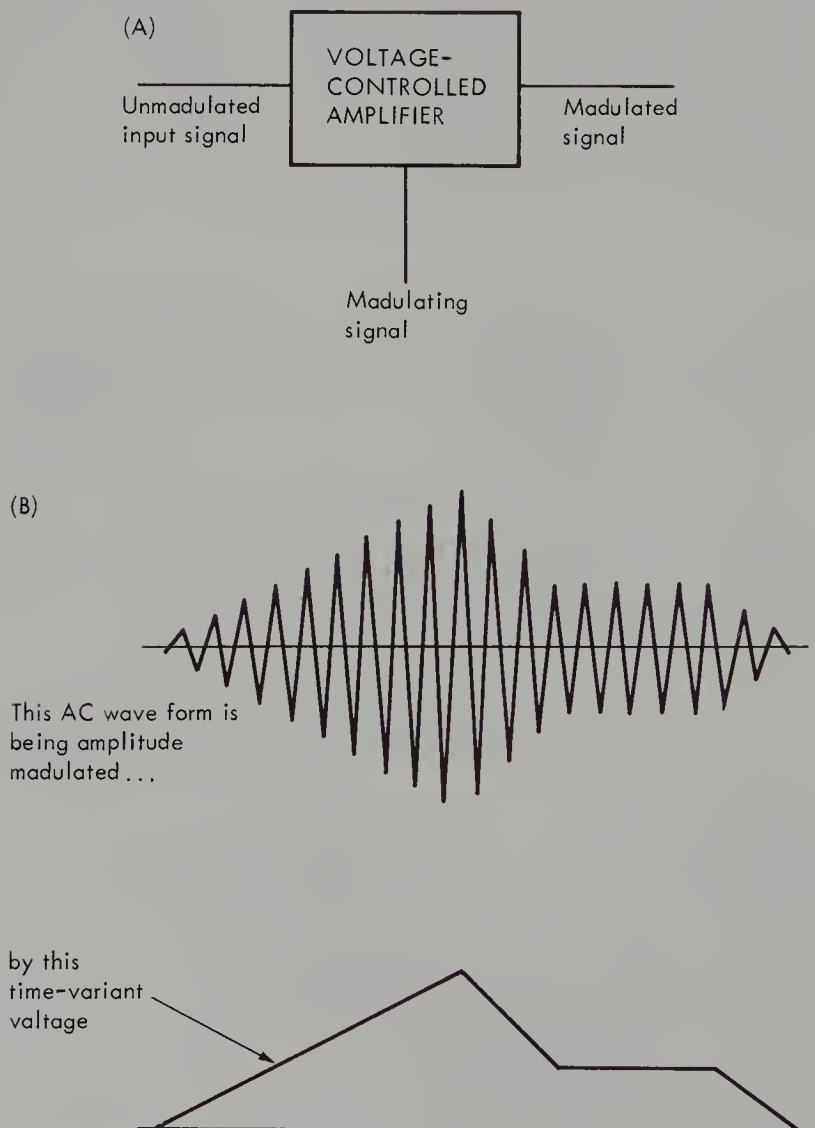 (A)
VOLTAGE-
CONTROLLED
AMPLIFIER
Unmadulated
input signal
Madulated
signal
Madulating
signal
(B)
This AC wave form is
being amplitude
madulated...
by this
time-variant
valtage